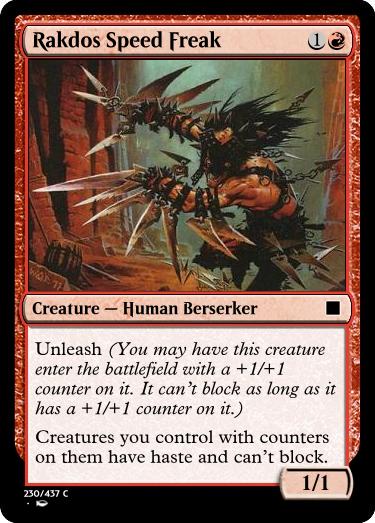 Rakdos Speed Freak 1
Creature — Human Berserker
Unleash (You may have this creature
enter the battlefield with a +1/+1
counter on it. It can't block as long as it
has a +1/+1 counter on it.)
Creatures you control with counters
on them have haste and can't block.
230/437 C
1/1